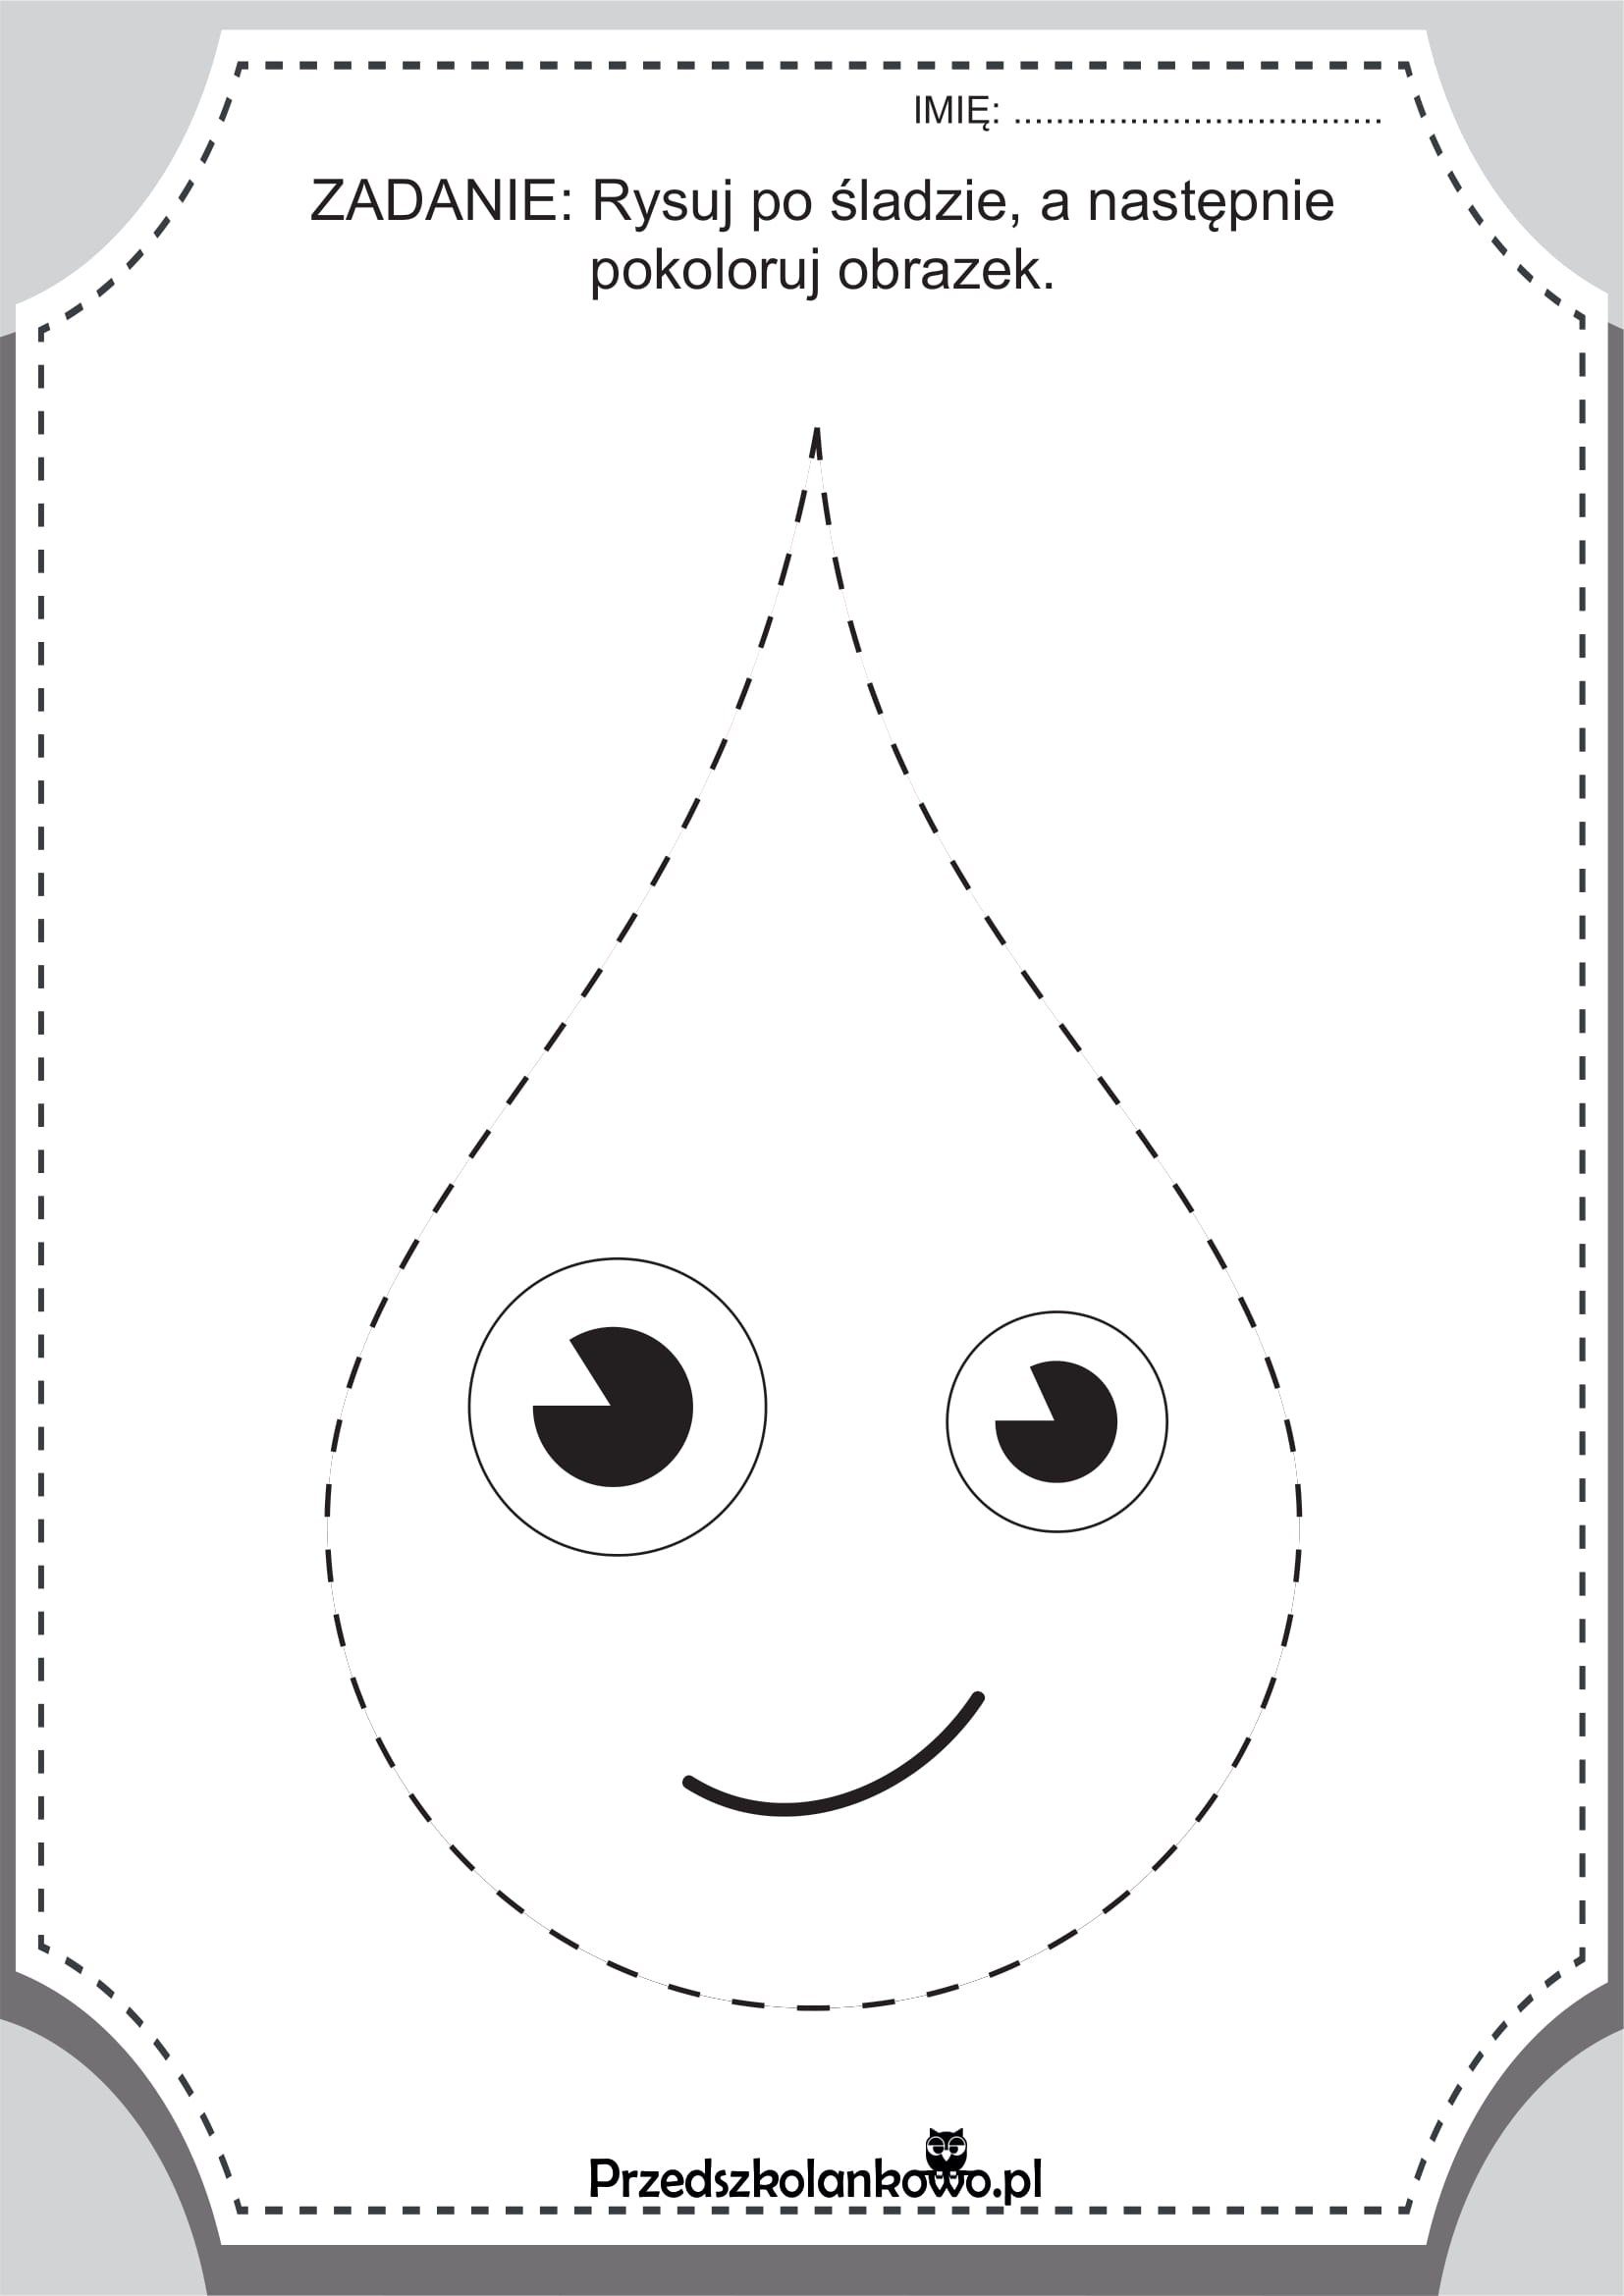 IMIĘ: ...................................
ZADANIE: Rysuj po śladzie, a następnie
pokoloruj obrazek.
Przedszkolankowo.pl